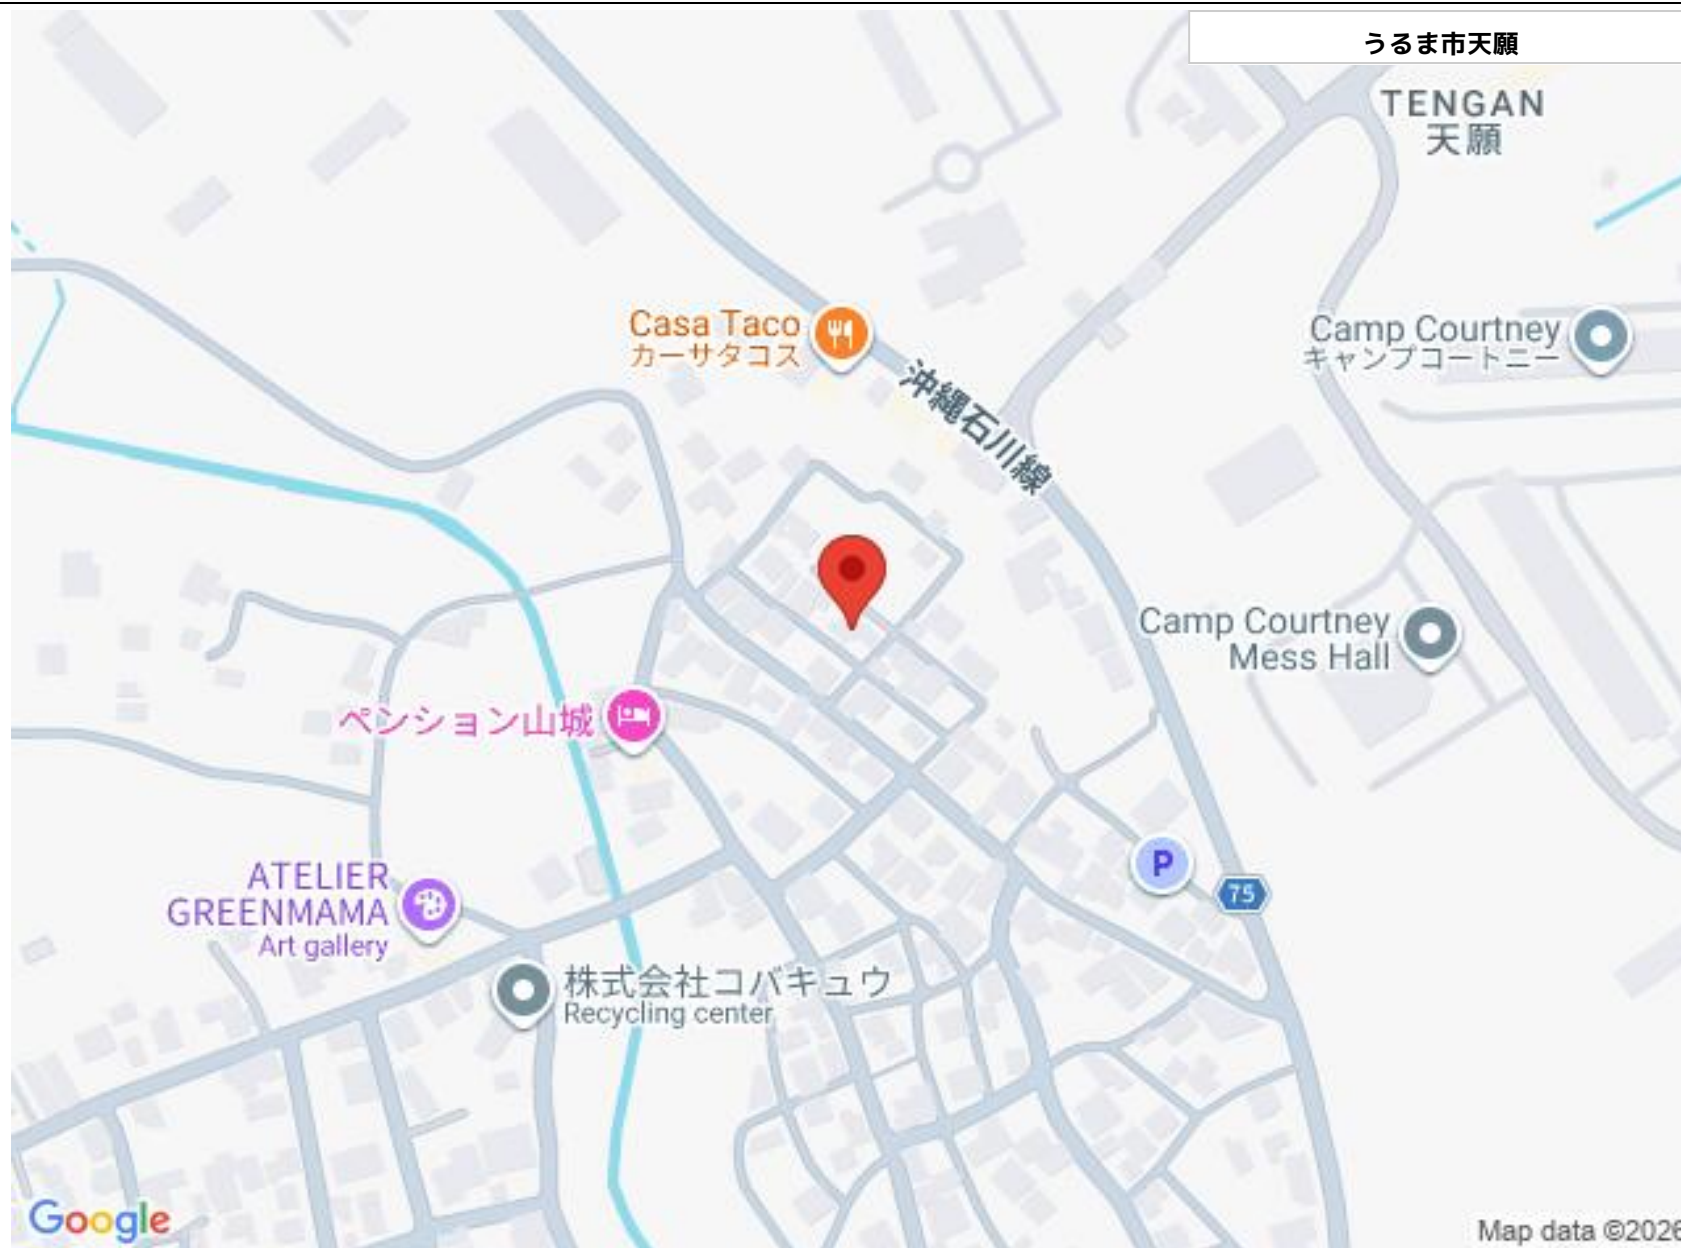 うるま市天願
TENGAN
天願
Casa Taco
カーサタコス
沖縄石川線
Camp Courtney
キャンプコートニー
Camp Courtney
Mess Hall
ペンション山城
P
75
ATELIER
GREENMAMA
Art gallery
株式会社コバキュウ
Recycling center
Google
Map data ©2026